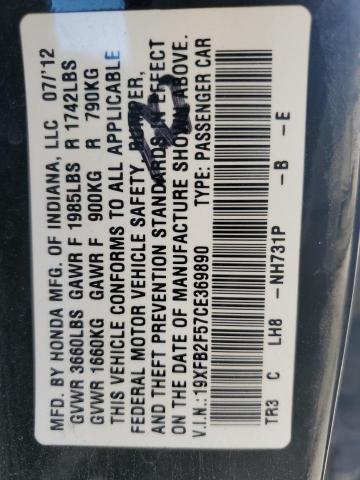 MFD. BY HONDA MFG. OF INDIANA, LLC 07/'12
GVWR 3660LBS GAWR F 1985LBS R 1742LBS
GVWR 1660KG GAWR F 900KG R 790KG
THIS VEHICLE CONFORMS TO ALL APPLICABLE
FEDERAL MOTOR VEHICLE SAFETY, BUMPER,
AND THEFT PREVENTION STANDARDS IN EFFECT
ON THE DATE OF MANUFACTURE SHOWN ABOVE.
V.I.N.: 19XFB2F57CE369890 TYPE: PASSENGER CAR
TR3 C LH8 -NH731P -B -E